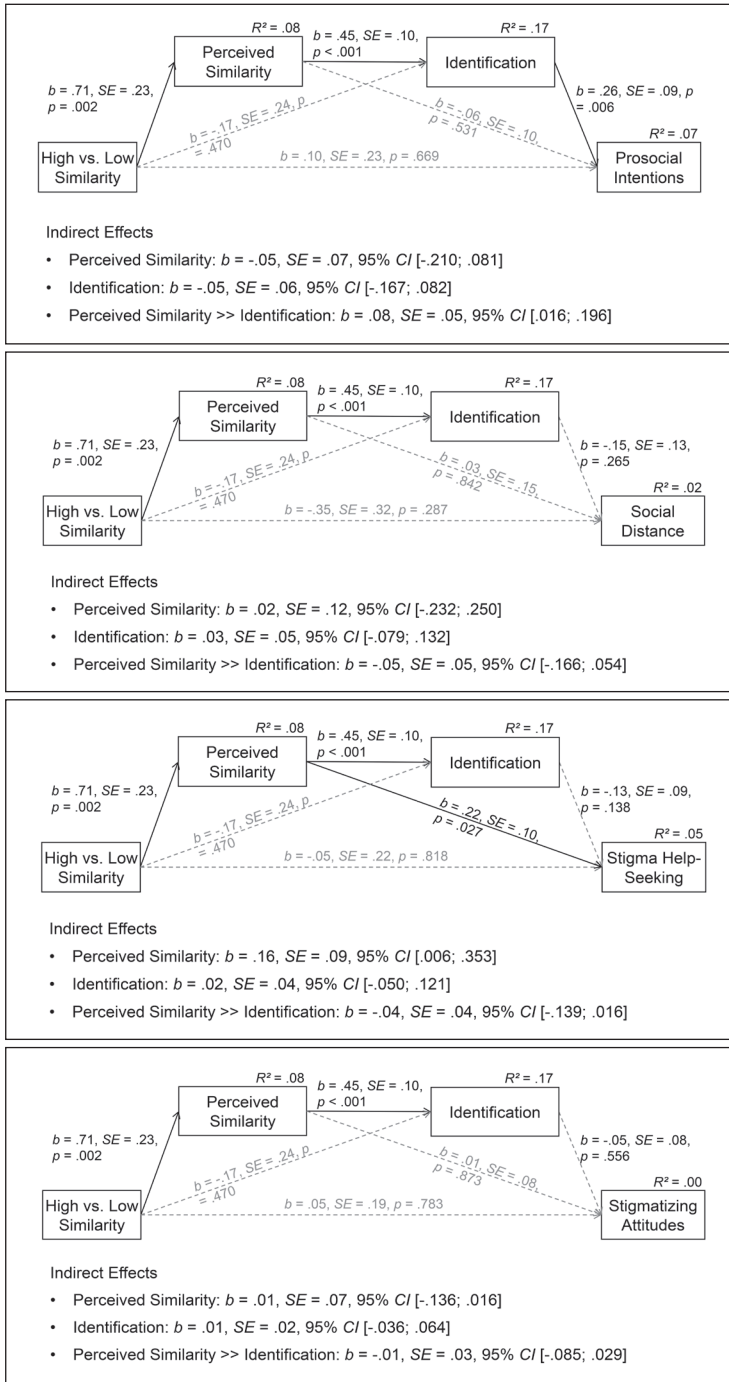 R² = .08
b = .45, SE = .10,
p < .001
R² = .17
Perceived
Similarity
Identification
b = .71, SE = .23,
p = .002
b = -.17, SE = .24, p
= .470
b = -.06, SE = .10,
p = .531
b = .26, SE = .09, p
= .006
R² = .07
High vs. Low
Similarity
b = .10, SE = .23, p = .669
Prosocial
Intentions
Indirect Effects
• Perceived Similarity: b = -.05, SE = .07, 95% CI [-.210; .081]
• Identification: b = -.05, SE = .06, 95% CI [-.167; .082]
• Perceived Similarity >> Identification: b = .08, SE = .05, 95% CI [.016; .196]
R² = .08
b = .45, SE = .10,
p < .001
R² = .17
Perceived
Similarity
Identification
b = .71, SE = .23,
p = .002
b = -.17, SE = .24, p
= .470
b = .03, SE = .15,
p = .842
b = -.15, SE = .13,
p = .265
R² = .02
High vs. Low
Similarity
b = -.35, SE = .32, p = .287
Social
Distance
Indirect Effects
• Perceived Similarity: b = .02, SE = .12, 95% CI [-.232; .250]
• Identification: b = .03, SE = .05, 95% CI [-.079; .132]
• Perceived Similarity >> Identification: b = -.05, SE = .05, 95% CI [-.166; .054]
R² = .08
b = .45, SE = .10,
p < .001
R² = .17
Perceived
Similarity
Identification
b = .71, SE = .23,
p = .002
b = -.17, SE = .24, p
= .470
b = .22, SE = .10,
p = .027
b = -.13, SE = .09,
p = .138
R² = .05
High vs. Low
Similarity
b = -.05, SE = .22, p = .818
Stigma Help-
Seeking
Indirect Effects
• Perceived Similarity: b = .16, SE = .09, 95% CI [.006; .353]
• Identification: b = .02, SE = .04, 95% CI [-.050; .121]
• Perceived Similarity >> Identification: b = -.04, SE = .04, 95% CI [-.139; .016]
R² = .08
b = .45, SE = .10,
p < .001
R² = .17
Perceived
Similarity
Identification
b = .71, SE = .23,
p = .002
b = -.17, SE = .24, p
= .470
b = .01, SE = .08,
p = .873
b = -.05, SE = .08,
p = .556
R² = .00
High vs. Low
Similarity
b = .05, SE = .19, p = .783
Stigmatizing
Attitudes
Indirect Effects
• Perceived Similarity: b = .01, SE = .07, 95% CI [-.136; .016]
• Identification: b = .01, SE = .02, 95% CI [-.036; .064]
• Perceived Similarity >> Identification: b = -.01, SE = .03, 95% CI [-.085; .029]